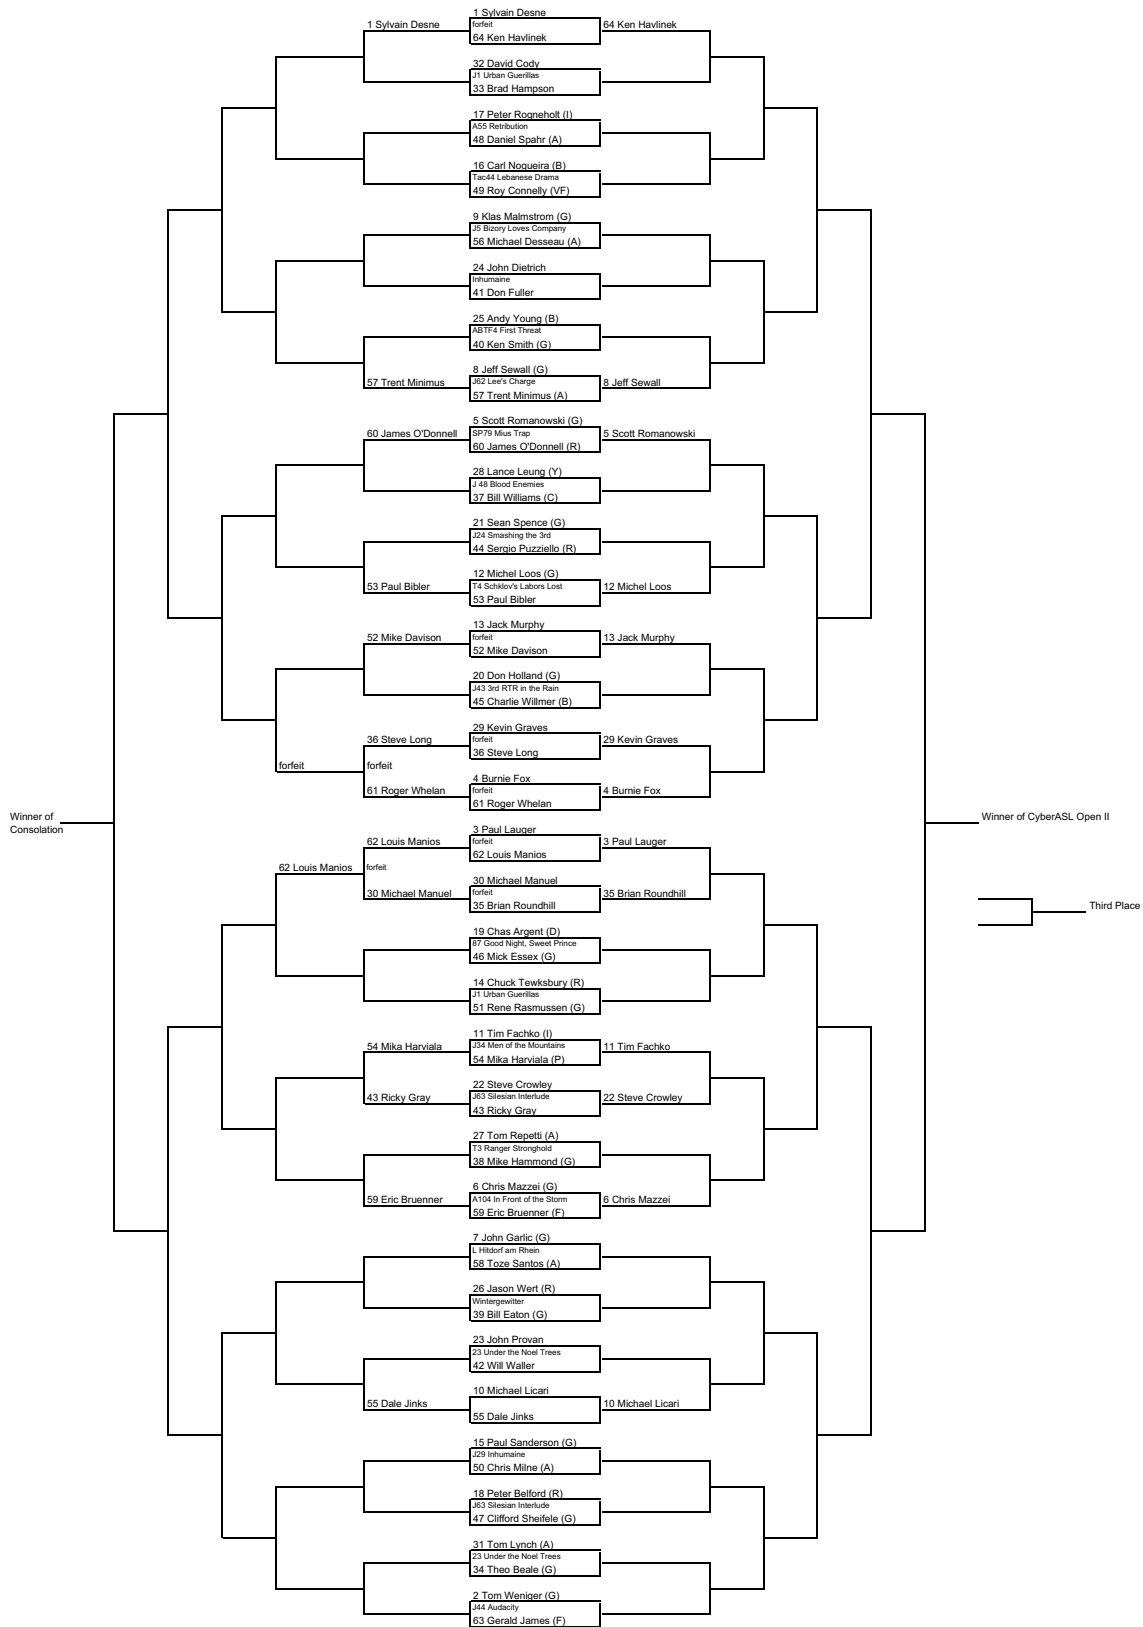 1 Sylvain Desne
1 Sylvain Desne
forfeit
64 Ken Havlinek
64 Ken Havlinek
32 David Cody
J1 Urban Guerillas
33 Brad Hampson
17 Peter Rogneholt (I)
A55 Retribution
48 Daniel Spahr (A)
16 Carl Nogueira (B)
Tac44 Lebanese Drama
49 Roy Connelly (VF)
9 Klas Malmstrom (G)
J5 Bizory Loves Company
56 Michael Desseau (A)
24 John Dietrich
Inhumaine
41 Don Fuller
25 Andy Young (B)
ABTF4 First Threat
40 Ken Smith (G)
8 Jeff Sewall (G)
57 Trent Minimus
J62 Lee's Charge
8 Jeff Sewall
57 Trent Minimus (A)
5 Scott Romanowski (G)
60 James O'Donnell
SP79 Mius Trap
5 Scott Romanowski
60 James O'Donnell (R)
28 Lance Leung (Y)
J 48 Blood Enemies
37 Bill Williams (C)
21 Sean Spence (G)
J24 Smashing the 3rd
44 Sergio Puzziello (R)
12 Michel Loos (G)
53 Paul Bibler
T4 Schklov's Labors Lost
12 Michel Loos
53 Paul Bibler
13 Jack Murphy
52 Mike Davison
forfeit
13 Jack Murphy
52 Mike Davison
20 Don Holland (G)
J43 3rd RTR in the Rain
45 Charlie Willmer (B)
29 Kevin Graves
36 Steve Long
forfeit
29 Kevin Graves
36 Steve Long
forfeit
forfeit
4 Burnie Fox
61 Roger Whelan
forfeit
4 Burnie Fox
61 Roger Whelan
Winner of
Consolation
Winner of CyberASL Open II
3 Paul Lauger
62 Louis Manios
forfeit
3 Paul Lauger
62 Louis Manios
62 Louis Manios
forfeit
30 Michael Manuel
30 Michael Manuel
forfeit
35 Brian Roundhill
35 Brian Roundhill
Third Place
19 Chas Argent (D)
87 Good Night, Sweet Prince
46 Mick Essex (G)
14 Chuck Tewksbury (R)
J1 Urban Guerillas
51 Rene Rasmussen (G)
11 Tim Fachko (I)
54 Mika Harviala
J34 Men of the Mountains
11 Tim Fachko
54 Mika Harviala (P)
22 Steve Crowley
43 Ricky Gray
J63 Silesian Interlude
22 Steve Crowley
43 Ricky Gray
27 Tom Repetti (A)
T3 Ranger Stronghold
38 Mike Hammond (G)
6 Chris Mazzei (G)
59 Eric Bruenner
A104 In Front of the Storm
6 Chris Mazzei
59 Eric Bruenner (F)
7 John Garlic (G)
L Hitdorf am Rhein
58 Toze Santos (A)
26 Jason Wert (R)
Wintergewitter
39 Bill Eaton (G)
23 John Provan
23 Under the Noel Trees
42 Will Waller
10 Michael Licari
55 Dale Jinks
10 Michael Licari
55 Dale Jinks
15 Paul Sanderson (G)
J29 Inhumaine
50 Chris Milne (A)
18 Peter Belford (R)
J63 Silesian Interlude
47 Clifford Sheifele (G)
31 Tom Lynch (A)
23 Under the Noel Trees
34 Theo Beale (G)
2 Tom Weniger (G)
J44 Audacity
63 Gerald James (F)